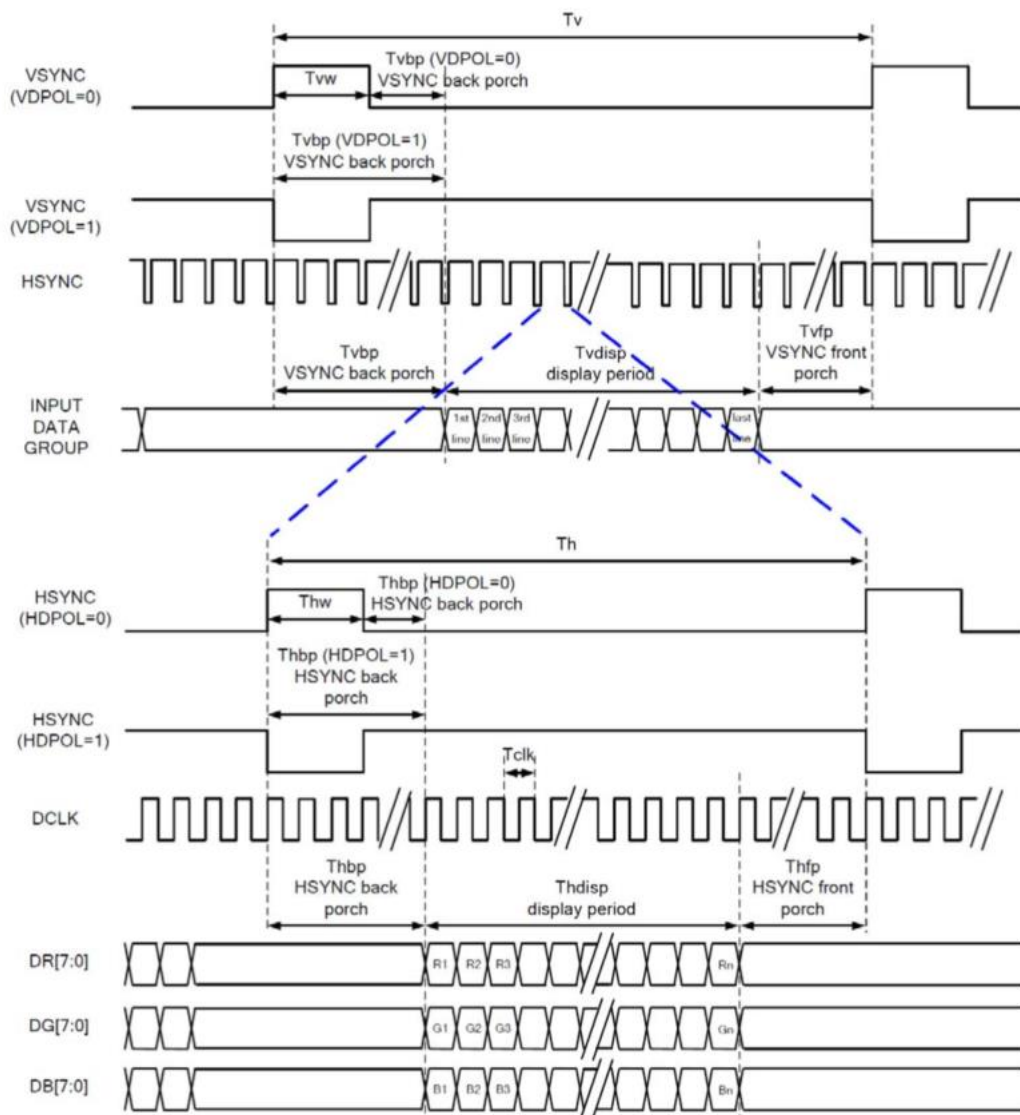 Tv
VSYNC
(VDPOL=0)
Tvw
Tvbp (VDPOL=0)
VSYNC back porch
Tvbp (VDPOL=1)
VSYNC back porch
VSYNC
(VDPOL=1)
HSYNC
Tvbp
VSYNC back porch
Tvdisp
display period
Tvfp
VSYNC front
porch
INPUT
DATA
GROUP
1st
line
2nd
line
3rd
line
last
line
Th
HSYNC
(HDPOL=0)
Thw
Thbp (HDPOL=0)
HSYNC back porch
Thbp (HDPOL=1)
HSYNC back
porch
HSYNC
(HDPOL=1)
Tclk
DCLK
Thbp
HSYNC back
porch
Thdisp
display period
Thfp
HSYNC front
porch
DR[7:0]
R1
R2
R3
Rn
DG[7:0]
G1
G2
G3
Gn
DB[7:0]
B1
B2
B3
Bn